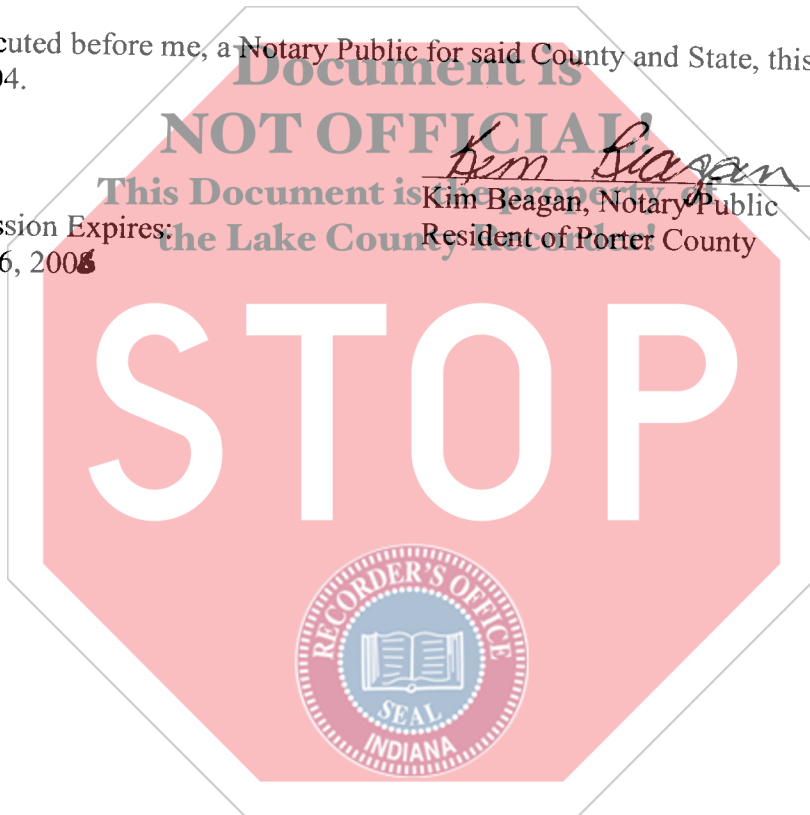 cuted before me, a Notary Public for said County and State, this
04.
Document is
NOT OFFICIAL!
Kim Beagan
This Document is the property of
Kim Beagan, Notary Public
ssion Expires:
the Lake County Recorder!
Resident of Porter County
6, 2006
STOP
RECORDER'S OFFICE
SEAL
INDIANA